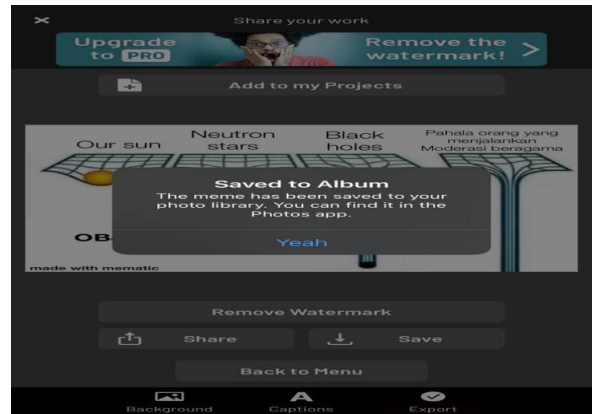 Share your work
Upgrade
to PRO
Remove the
watermark!
Add to my Projects
Our sun
Neutron
stars
Black
holes
Pahala orang yang
menjalankan
Moderasi beragama
Saved to Album
The meme has been saved to your
photo library. You can find it in the
Photos app.
Yeah
OB
made with mematic
Remove Watermark
Share
Save
Back to Menu
Background
Captions
Export